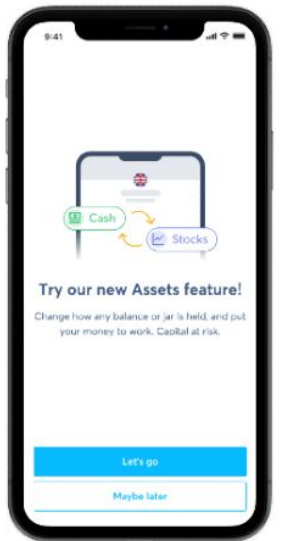 9:41
Cash
Stocks
Try our new Assets feature!
Change how any balance or jar is held, and put
your money to work. Capital at risk.
Let's go
Maybe later